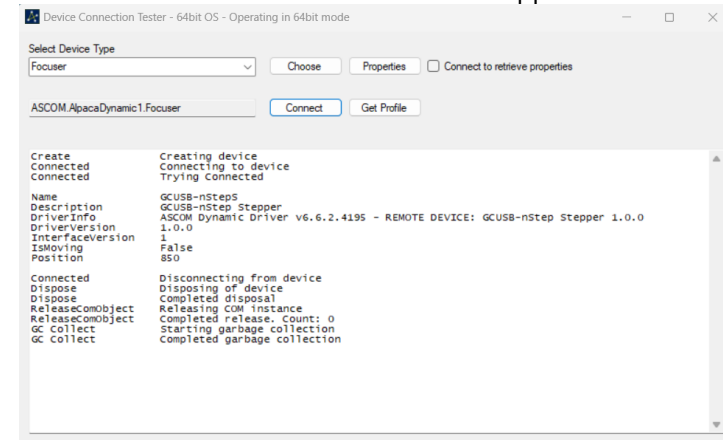 Device Connection Tester - 64bit OS - Operating in 64bit mode
Select Device Type
Focuser Choose Properties Connect to retrieve properties
ASCOM.AlpacaDynamic1.Focuser Connect Get Profile
Create Creating device
Connected Connecting to device
Connected Trying Connected
Name GCUSB-nStepS
Description GCUSB-nStep Stepper
DriverInfo ASCOM Dynamic Driver v6.6.2.4195 - REMOTE DEVICE: GCUSB-nStep Stepper 1.0.0
DriverVersion 1.0.0
InterfaceVersion 1
IsMoving False
Position 850
Connected Disconnecting from device
Dispose Disposing of device
Dispose Completed disposal
ReleaseComObject Releasing COM instance
ReleaseComObject Completed release. Count: 0
GC Collect Starting garbage collection
GC Collect Completed garbage collection